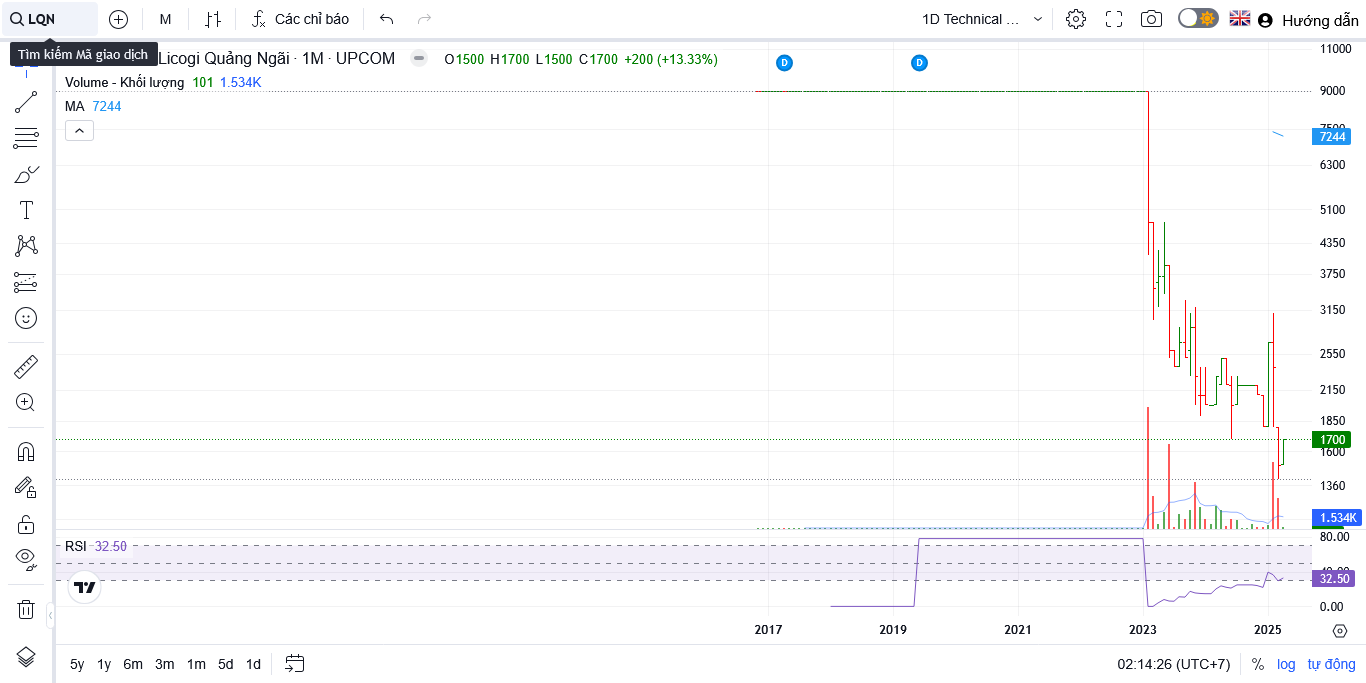 LQN
M
Các chỉ báo
1D Technical ...
Hướng dẫn
Tìm kiếm Mã giao dịch
Licogi Quảng Ngãi · 1M · UPCOM
O1500 H1700 L1500 C1700 +200 (+13.33%)
Volume - Khối lượng 101 1.534K
MA 7244
D
D
11000
9000
7500
7244
6300
5100
4350
3750
3150
2550
2150
1850
1700
1600
1360
1.534K
RSI 32.50
80.00
40.00
32.50
0.00
2017
2019
2021
2023
2025
5y 1y 6m 3m 1m 5d 1d
02:14:26 (UTC+7)
% log tự động